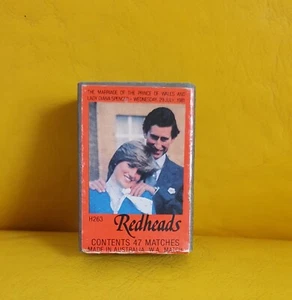 THE MARRIAGE OF THE PRINCE OF WALES AND
LADY DIANA SPENCER WEDNESDAY 29 JULY 1981
H263
Redheads
CONTENTS 47 MATCHES
MADE IN AUSTRALIA, W.A. MATCH